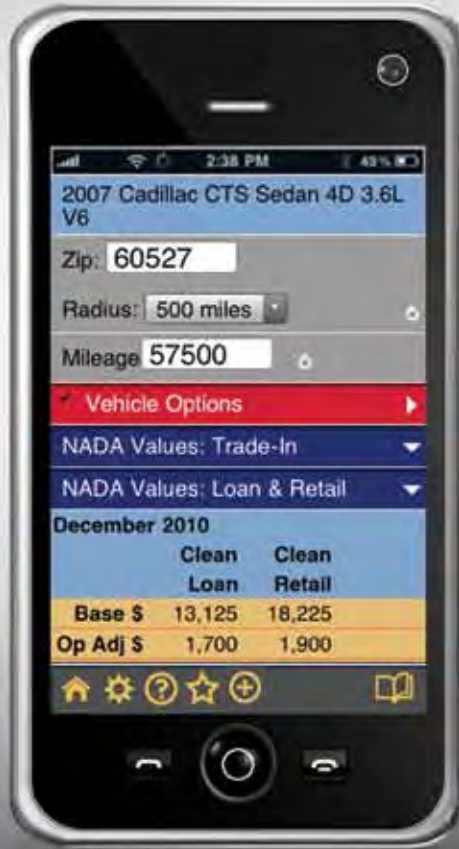 2:38 PM 49%
2007 Cadillac CTS Sedan 4D 3.6L
V6
Zip: 60527
Radius: 500 miles
Mileage 57500
Vehicle Options
NADA Values: Trade-In
NADA Values: Loan & Retail
December 2010
Clean Clean
Loan Retail
Base $ 13,125 18,225
Op Adj $ 1,700 1,900